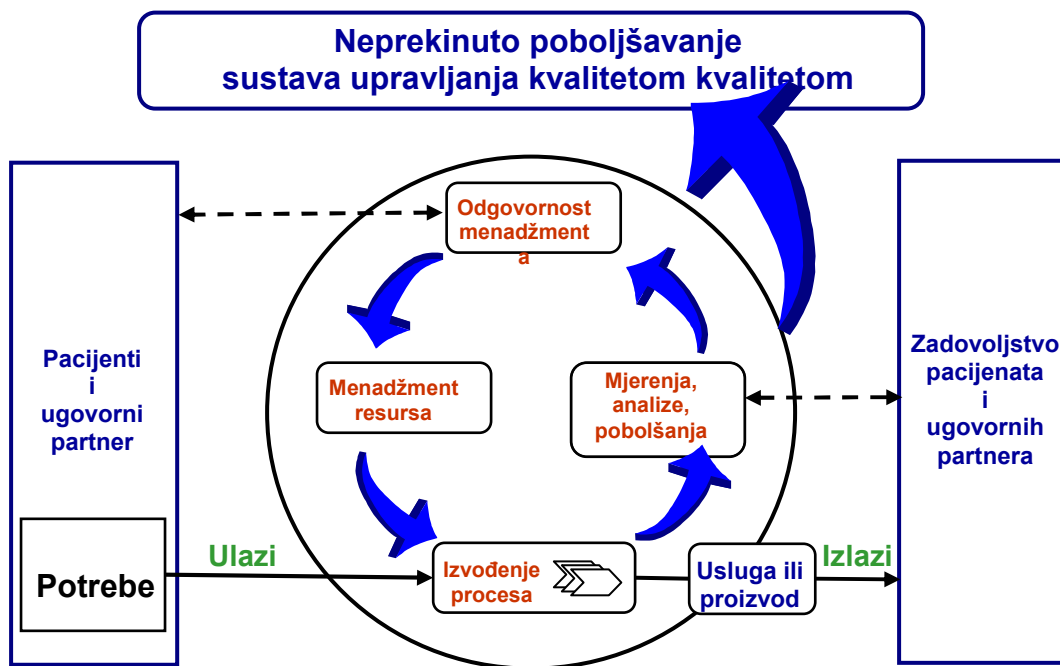 Neprekinuto poboljšavanje
sustava upravljanja kvalitetom kvalitetom
Odgovornost
menadžment
a
Pacijenti
i
ugovorni
partner
Menadžment
resursa
Mjerenja,
analize,
pobolšanja
Zadovoljstvo
pacijenata
i
ugovornih
partnera
Potrebe
Ulazi
Izvođenje
procesa
Usluga ili
proizvod
Izlazi